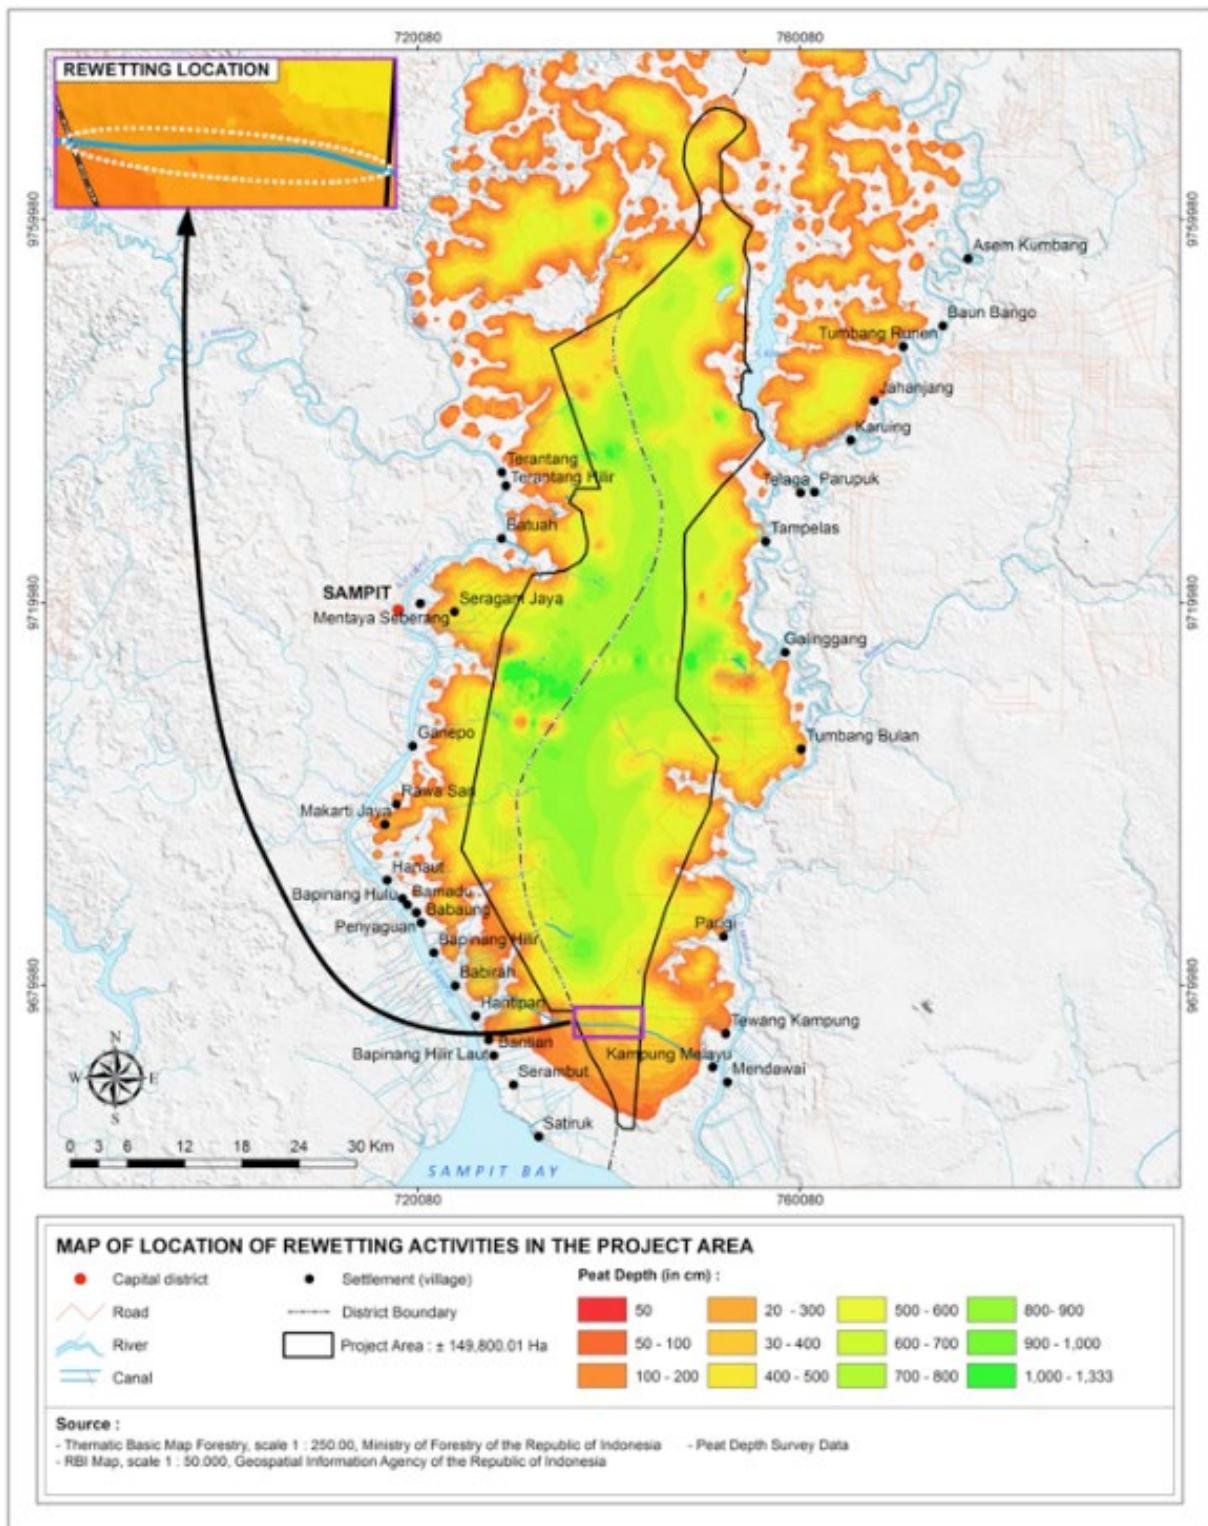 720080
760080
REWETTING LOCATION
9759980
9759980
Asem Kumbang
Baun Bango
Tumbang Runen
Jahanjang
Karuing
Terantang
Terantang Hilir
Telaga
Parupuk
Batuah
Tampelas
SAMPIT
Seragam Jaya
Mentaya Seberang
9719980
9719980
Galinggang
Ganepo
Tumbang Bulan
Rawa Sari
Makarti Jaya
Hanaut
Bapinang Hulu
Bamadu
Babaung
Penyaguan
Parigi
Bapinang Hilir
Babirah
9679980
9679980
Hantipan
Tewang Kampung
Bansian
Bapinang Hilir Laut
Kampung Melayu
Mendawai
Serambut
Satiruk
N
W E
S
0 3 6 12 18 24 30 Km
SAMPIT BAY
720080
760080
MAP OF LOCATION OF REWETTING ACTIVITIES IN THE PROJECT AREA
Capital district
Road
River
Canal
Settlement (village)
District Boundary
Project Area : ± 149,800.01 Ha
Peat Depth (in cm) :
50
50 - 100
100 - 200
20 - 300
30 - 400
400 - 500
500 - 600
600 - 700
700 - 800
800- 900
900 - 1,000
1,000 - 1,333
Source :
- Thematic Basic Map Forestry, scale 1 : 250.00, Ministry of Forestry of the Republic of Indonesia - Peat Depth Survey Data
- RBI Map, scale 1 : 50.000, Geospatial Information Agency of the Republic of Indonesia